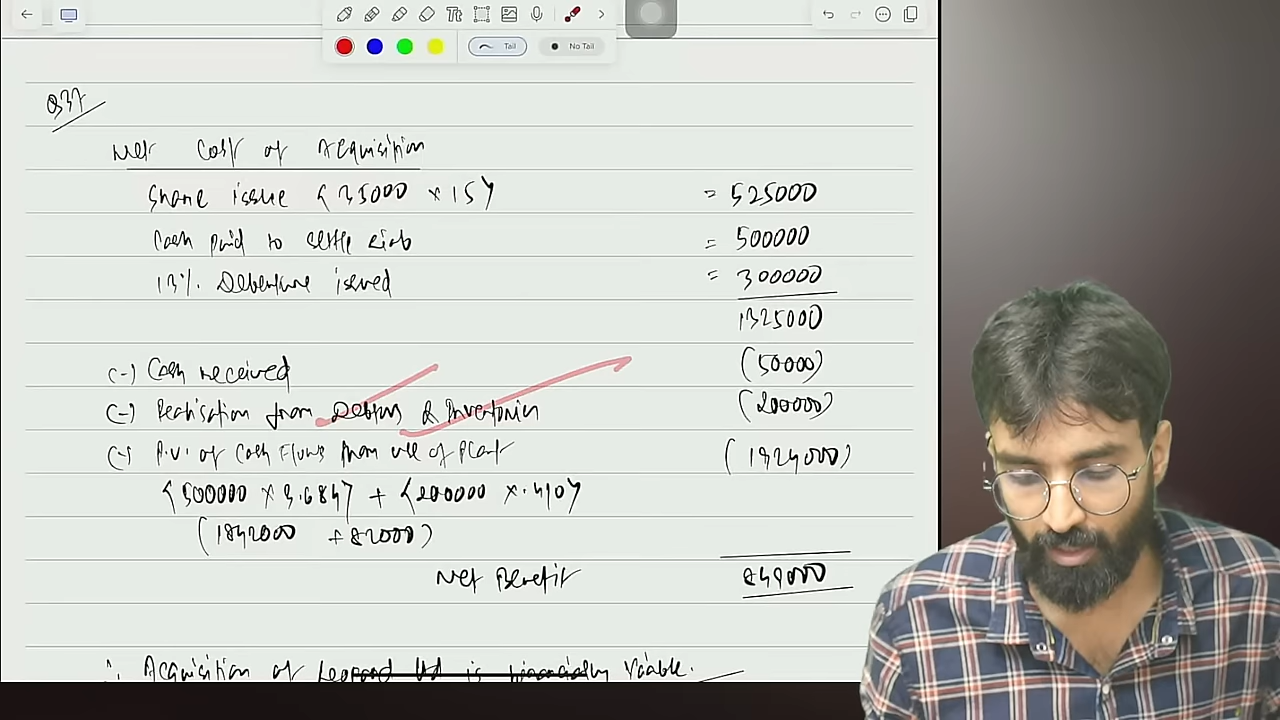 Tail
No Tail
Q37
Net Cost of Acquisition
Share issue {35000 × 15} = 525000
Cash paid to settle = 500000
13% Debenture issued = 300000
1325000
(-) Cash received (50000)
(-) Realisation from Debtors & Inventories (200000)
(-) P.V. of Cash Flows from use of Plant (1924000)
{500000 × 3.684} + {200000 × .410}
(1842000 + 82000)
Net Benefit 849000
∴ Acquisition of Leopard Ltd is financially viable.